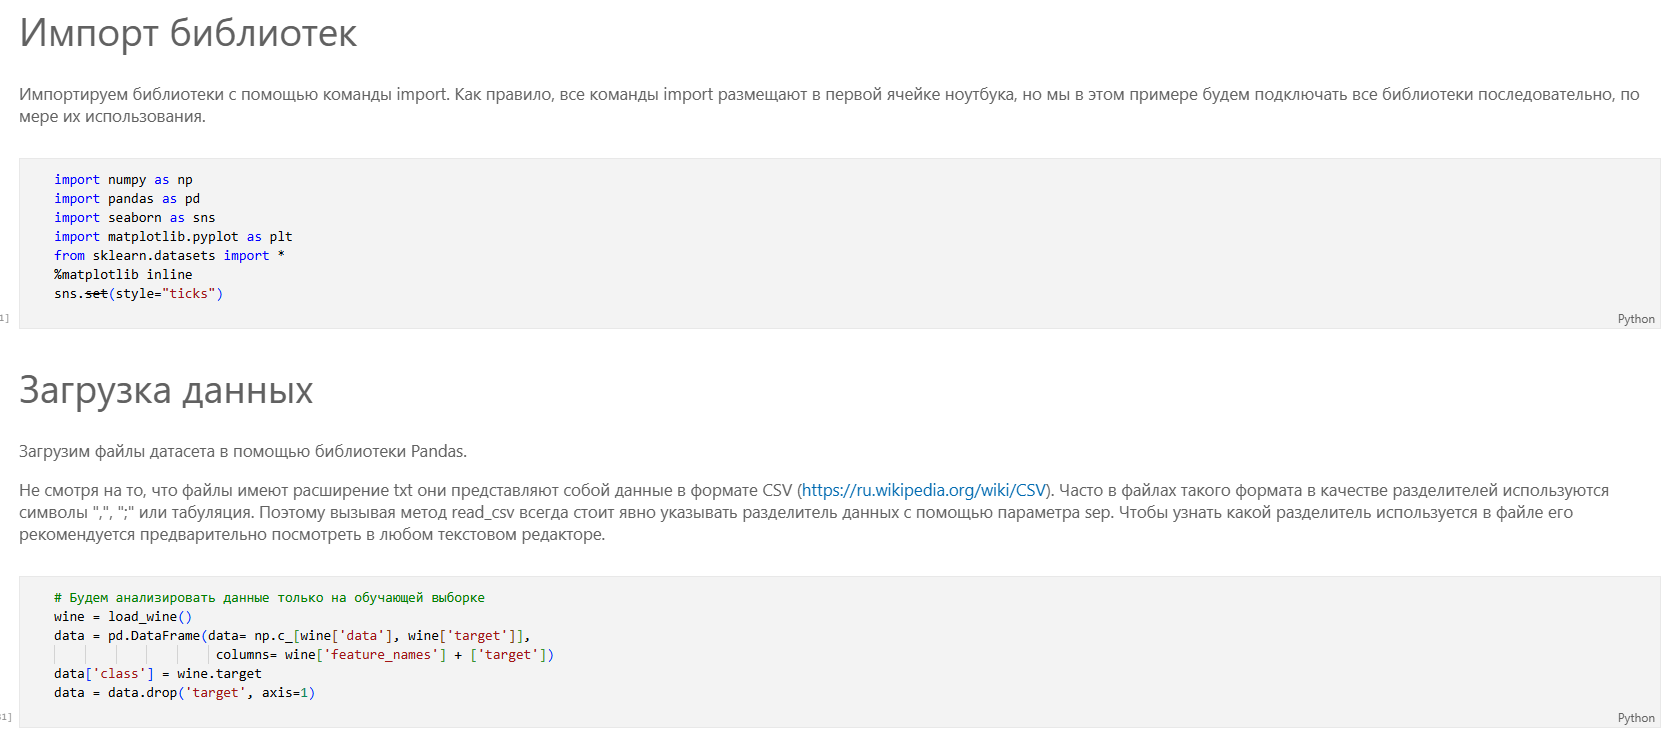 Импорт библиотек
Импортируем библиотеки с помощью команды import. Как правило, все команды import размещают в первой ячейке ноутбука, но мы в этом примере будем подключать все библиотеки последовательно, по
мере их использования.
import numpy as np
import pandas as pd
import seaborn as sns
import matplotlib.pyplot as plt
from sklearn.datasets import *
%matplotlib inline
sns.set(style="ticks")
1]
Python
Загрузка данных
Загрузим файлы датасета в помощью библиотеки Pandas.
Не смотря на то, что файлы имеют расширение txt они представляют собой данные в формате CSV (https://ru.wikipedia.org/wiki/CSV). Часто в файлах такого формата в качестве разделителей используются
символы ",", ";" или табуляция. Поэтому вызывая метод read_csv всегда стоит явно указывать разделитель данных с помощью параметра sep. Чтобы узнать какой разделитель используется в файле его
рекомендуется предварительно посмотреть в любом текстовом редакторе.
# Будем анализировать данные только на обучающей выборке
wine = load_wine()
data = pd.DataFrame(data= np.c_[wine['data'], wine['target']],
columns= wine['feature_names'] + ['target'])
data['class'] = wine.target
data = data.drop('target', axis=1)
1]
Python